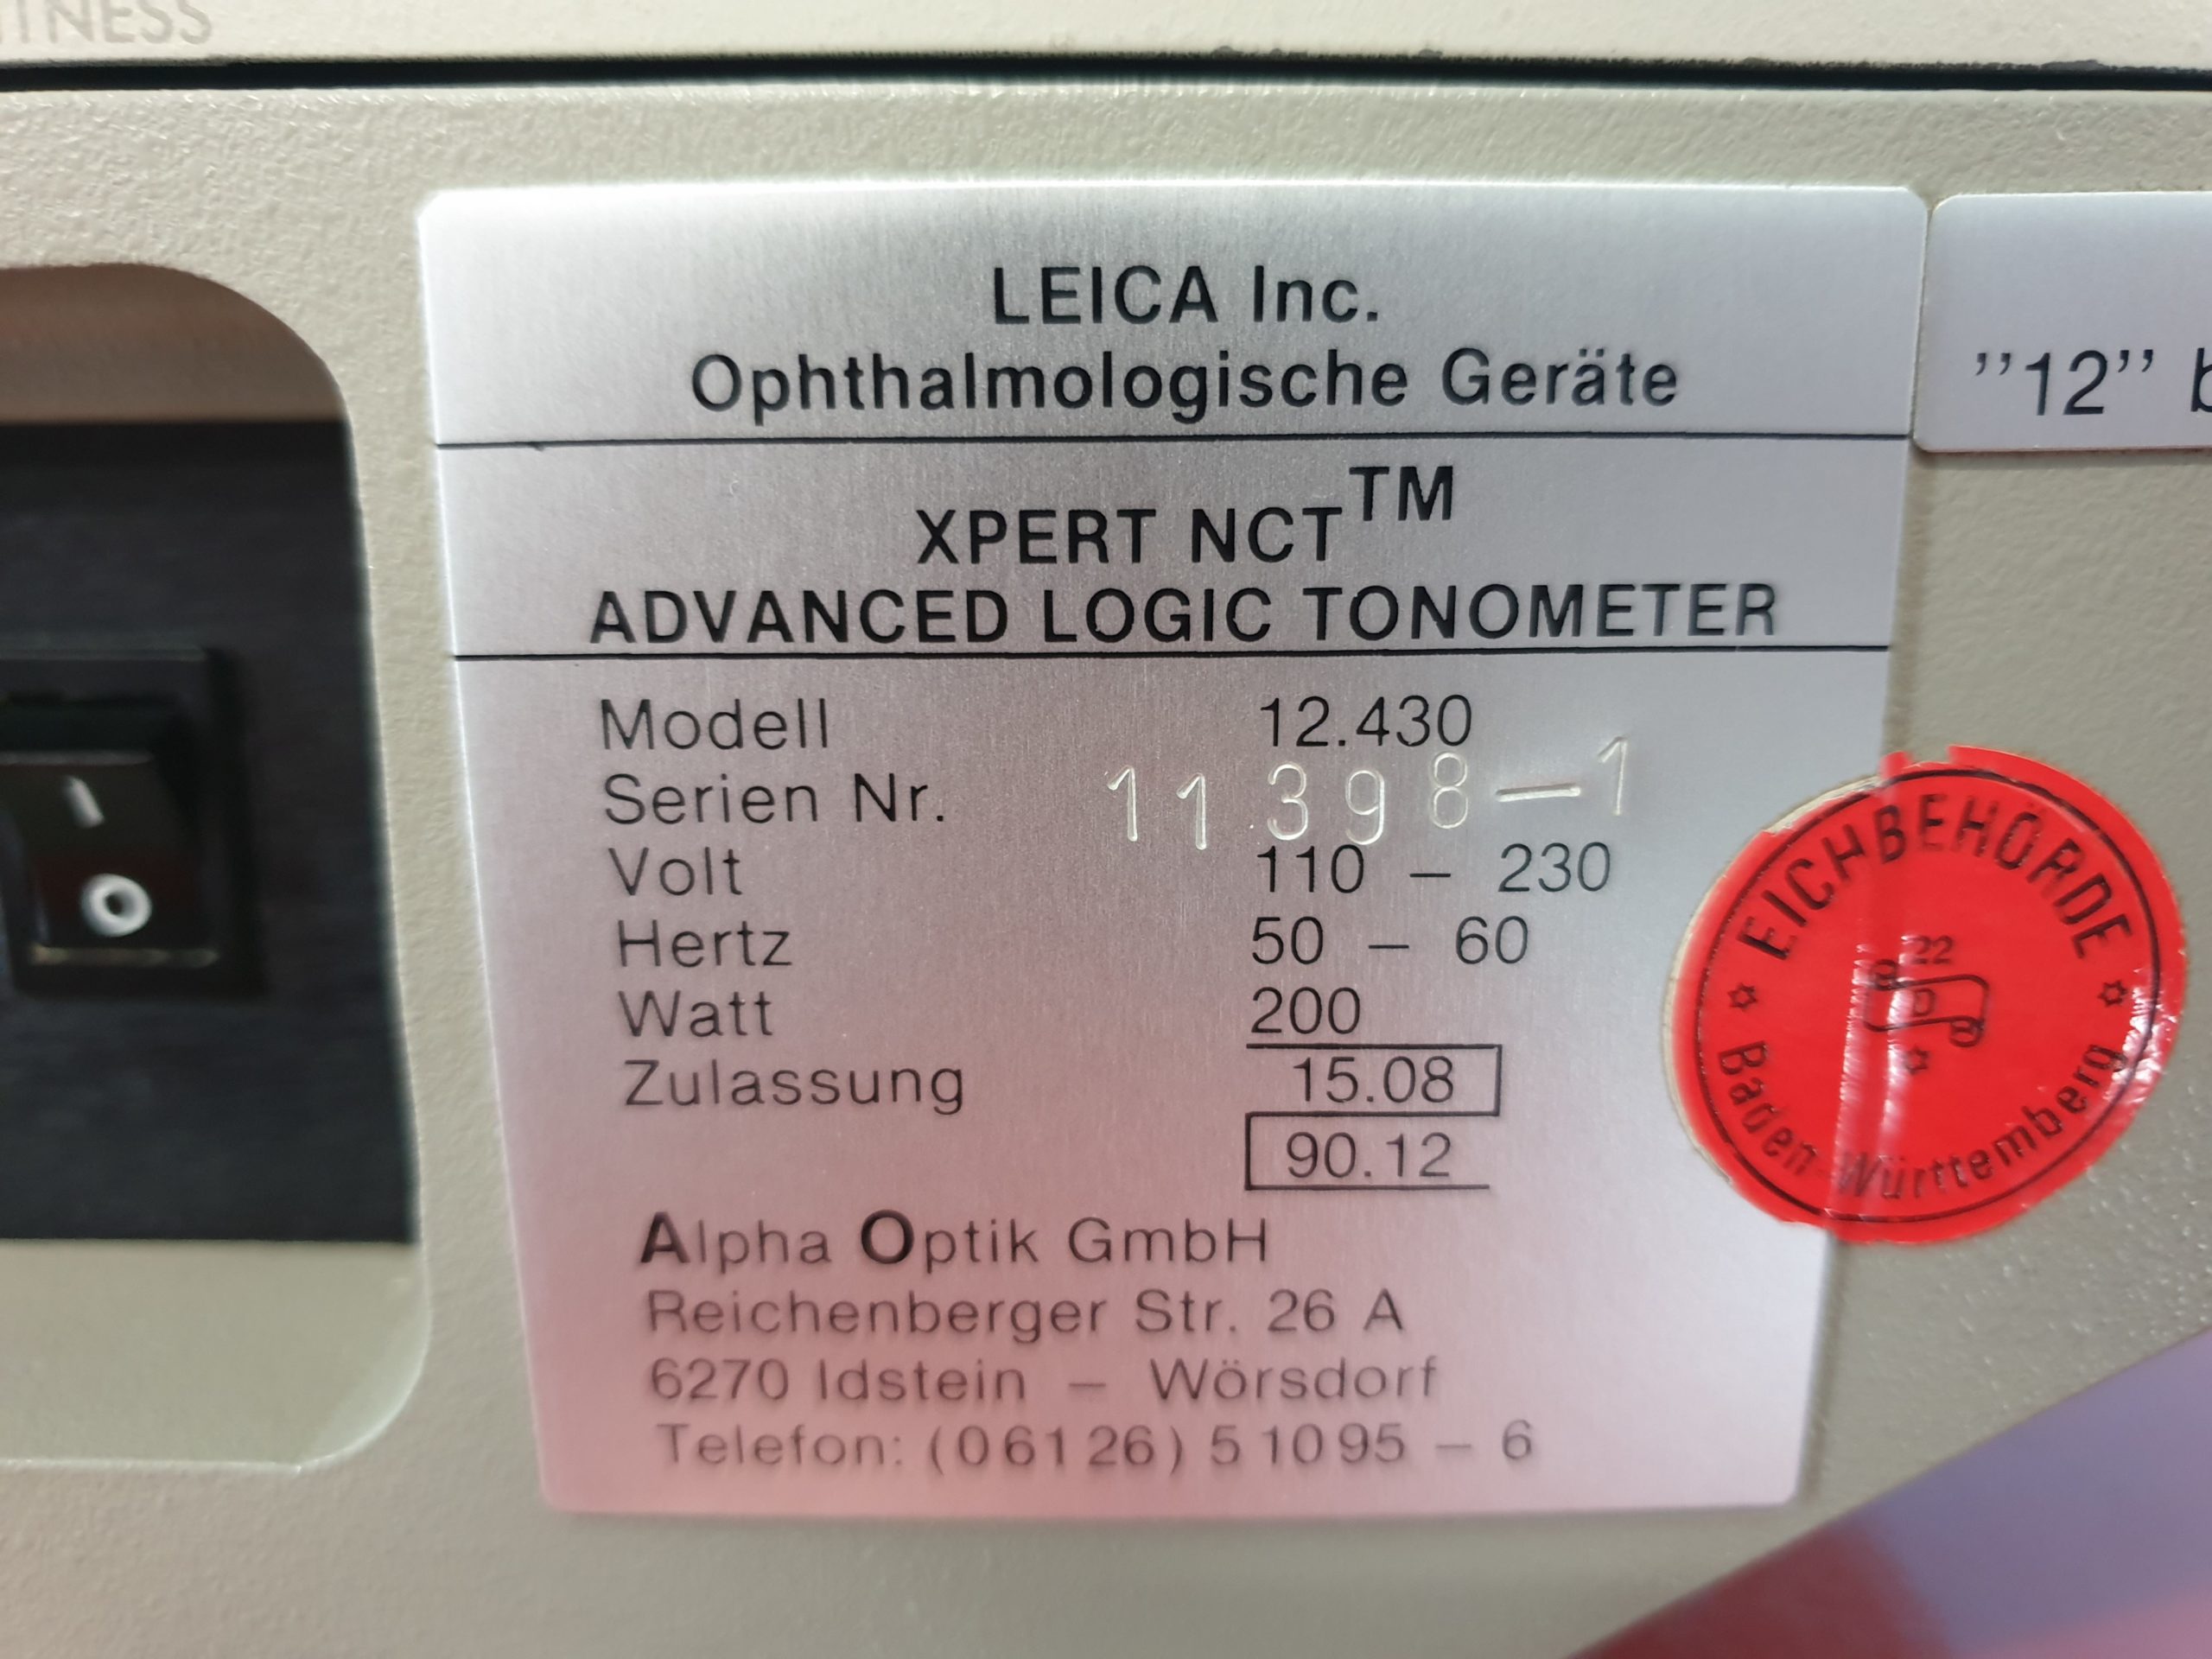 LEICA Inc.
Ophthalmologische Geräte
XPERT NCT™
ADVANCED LOGIC TONOMETER
Modell 12.430
Serien Nr. 11398—1
Volt 110 – 230
Hertz 50 – 60
Watt 200
Zulassung 15.08
90.12
Alpha Optik GmbH
Reichenberger Str. 26 A
6270 Idstein – Wörsdorf
Telefon: (06126) 51095 – 6
"12"
EICHBEHÖRDE
22
D
Baden-Württemberg